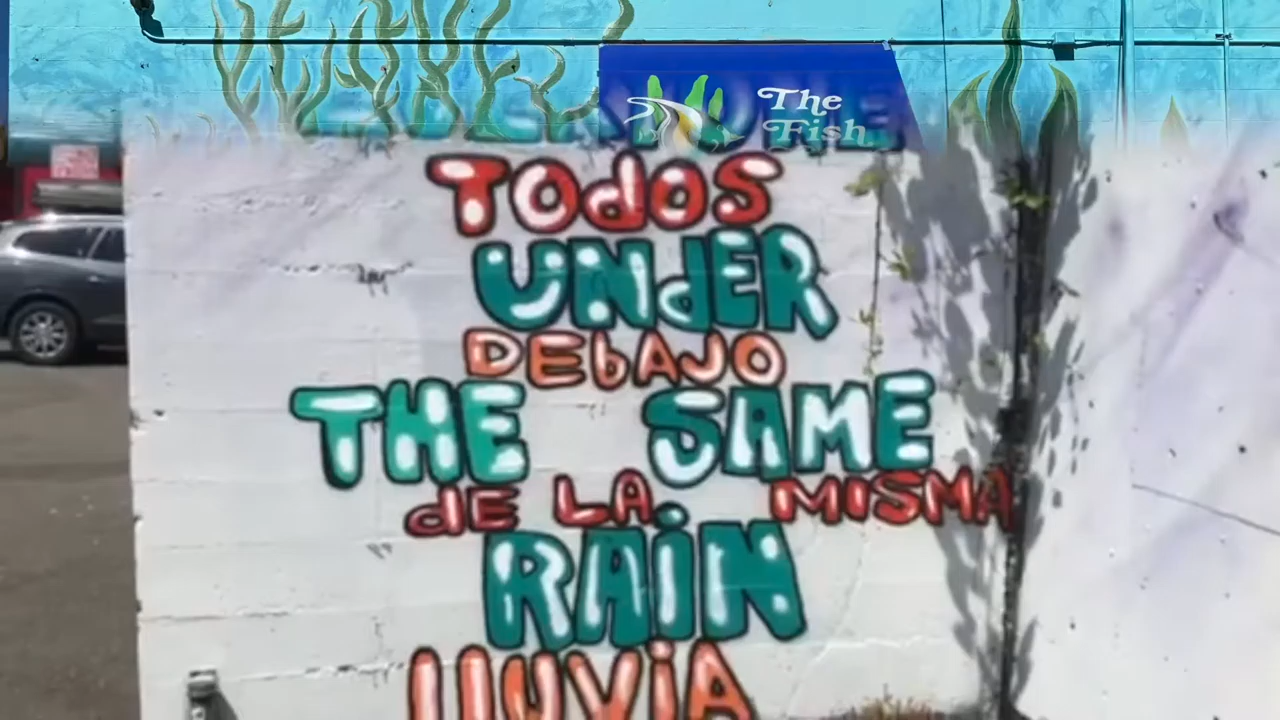 The
Fish
TOdOS
UNdER
DEbAJO
THE SAME
dE LA MISMA
RAiN
LLUViA